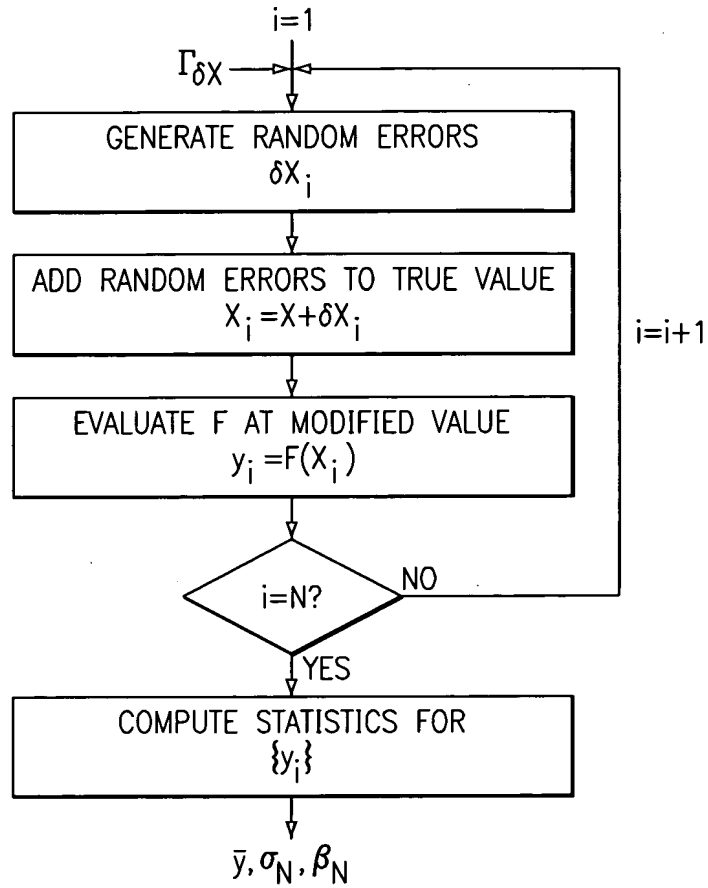 i=1
Γ_δX
GENERATE RANDOM ERRORS
δX_i
ADD RANDOM ERRORS TO TRUE VALUE
X_i=X+δX_i
i=i+1
EVALUATE F AT MODIFIED VALUE
y_i=F(X_i)
i=N?
NO
YES
COMPUTE STATISTICS FOR
{y_i}
ȳ, σ_N, β_N